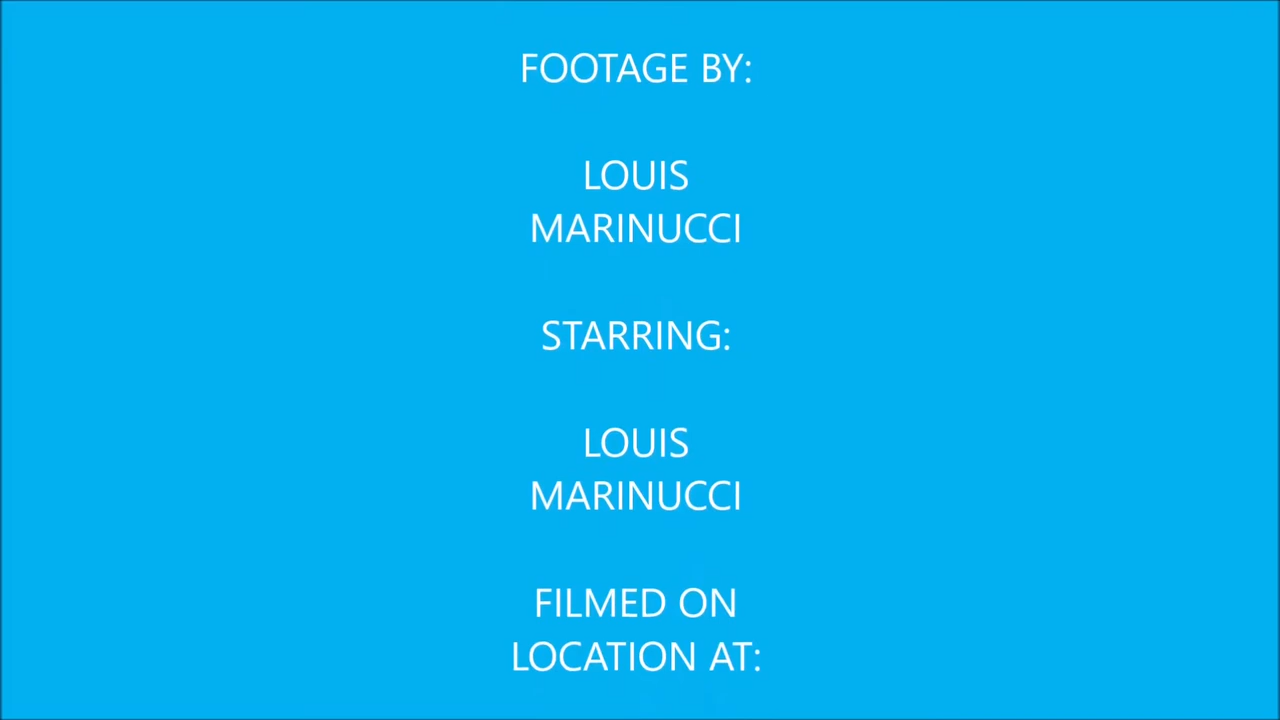 FOOTAGE BY:
LOUIS
MARINUCCI
STARRING:
LOUIS
MARINUCCI
FILMED ON
LOCATION AT: